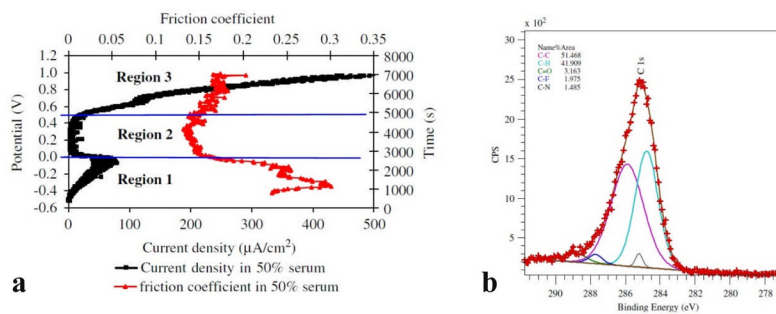 Friction coefficient
0 0.05 0.1 0.15 0.2 0.25 0.3 0.35
1.2
1.0
0.8
0.6
0.4
0.2
0.0
-0.2
-0.4
-0.6
Potential (V)
Region 3
Region 2
Region 1
8000
7000
6000
5000
4000
3000
2000
1000
0
Time (s)
0 100 200 300 400 500
Current density (μA/cm²)
Current density in 50% serum
friction coefficient in 50% serum
a
x 10²
Name %Area
C-C 51.468
C-H 41.909
C=O 3.163
C-F 1.975
C-N 1.485
C 1s
30
25
20
15
10
5
CPS
290 288 286 284 282 280 278
Binding Energy (eV)
b